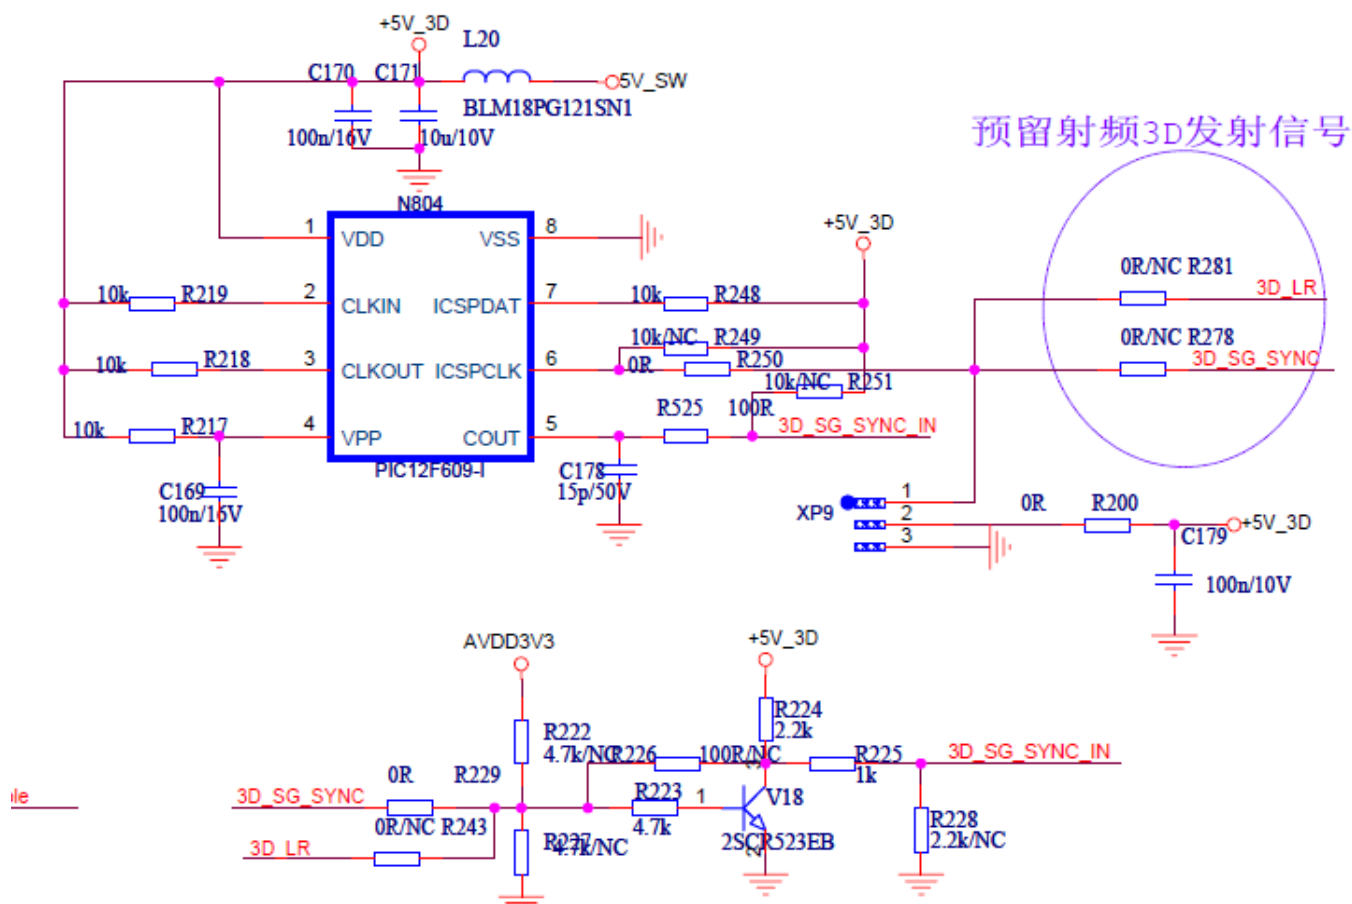 +5V_3D
L20
C170 C171
5V_SW
BLM18PG121SN1
100n/16V 10u/10V
预留射频3D发射信号
N804
1 VDD VSS 8
+5V_3D
0R/NC R281
3D_LR
10k R219 2 CLKIN ICSPDAT 7 10k R248
10k/NC R249
0R/NC R278
3D_SG_SYNC
10k R218 3 CLKOUT ICSPCLK 6 0R R250
10k/NC R251
R525 100R
10k R217 4 VPP COUT 5 3D_SG_SYNC_IN
PIC12F609-I
C178
15p/50V
C169
100n/16V
XP9
1
2
3
0R R200
+5V_3D
C179
100n/10V
AVDD3V3
+5V_3D
R224
2.2k
R222
4.7k/NC
R226 100R/NC
3
R225
1k
3D_SG_SYNC_IN
0R R229
3D_SG_SYNC
R223
4.7k
1
V18
2SCR523EB
2
R228
2.2k/NC
0R/NC R243
3D_LR
R227
4.7k/NC